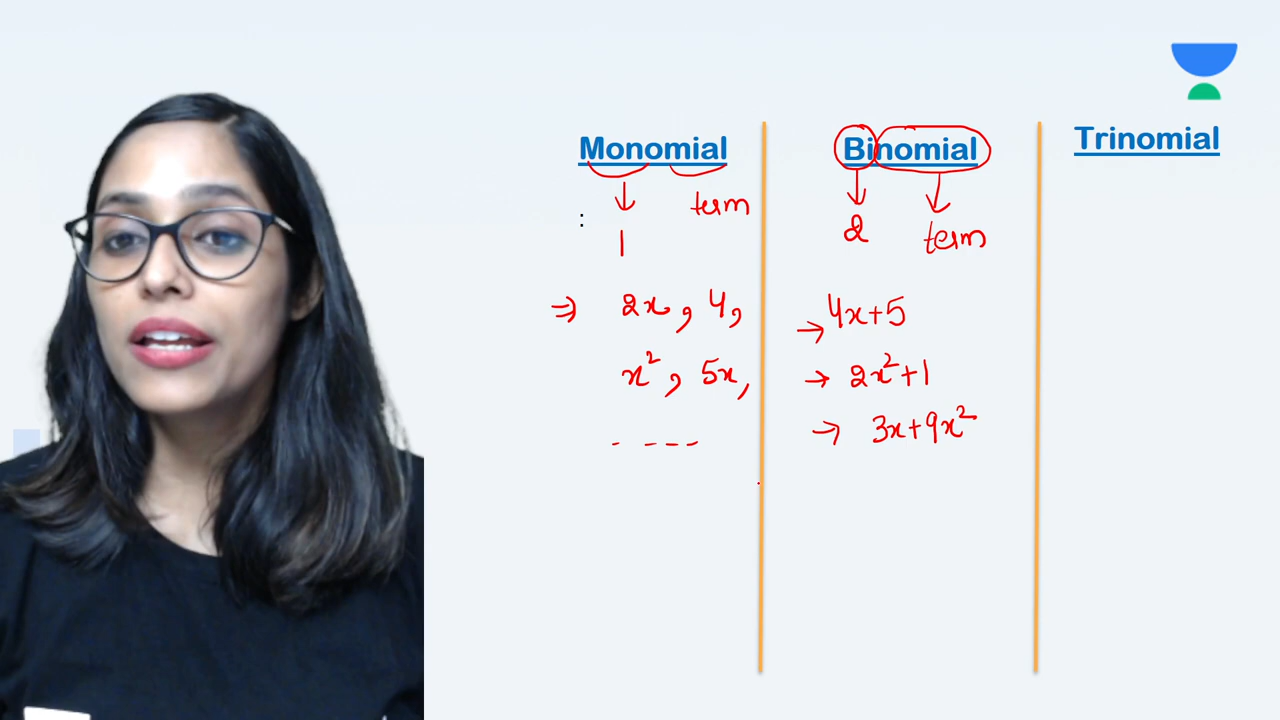 Monomial
1 term
⇒ 2x, 4,
x², 5x,
- - - -
Binomial
2 term
→ 4x+5
→ 2x²+1
→ 3x+9x²
Trinomial